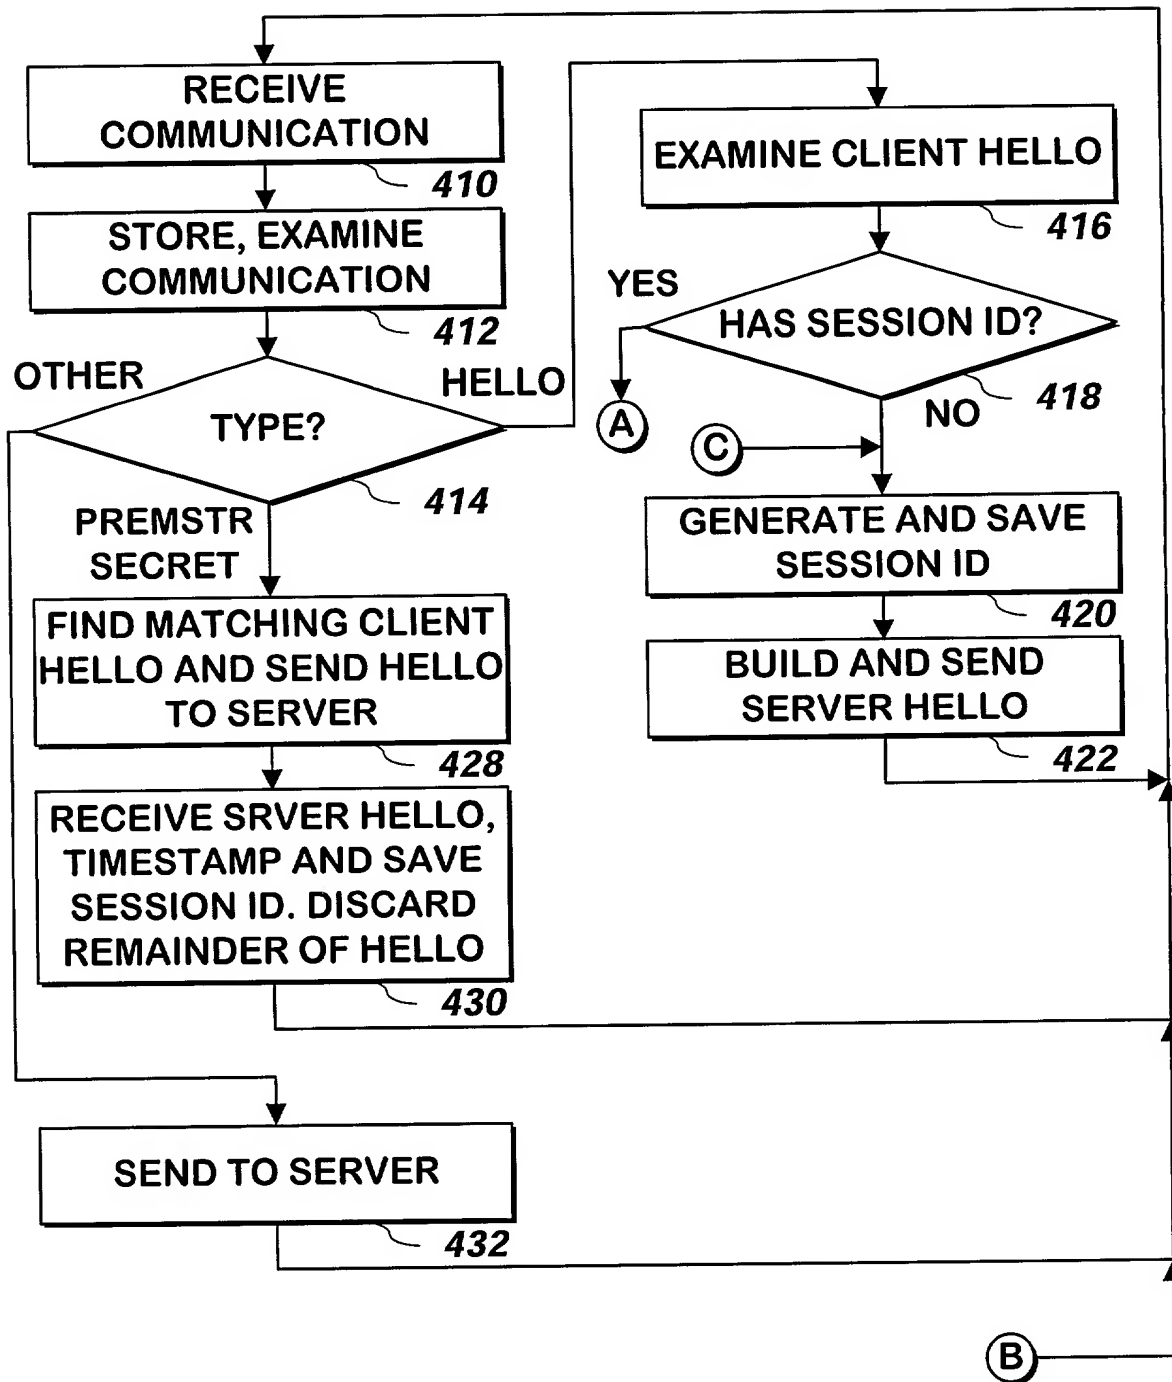 RECEIVE
COMMUNICATION
410
STORE, EXAMINE
COMMUNICATION
412
OTHER
HELLO
TYPE?
414
PREMSTR
SECRET
FIND MATCHING CLIENT
HELLO AND SEND HELLO
TO SERVER
428
RECEIVE SRVER HELLO,
TIMESTAMP AND SAVE
SESSION ID. DISCARD
REMAINDER OF HELLO
430
SEND TO SERVER
432
EXAMINE CLIENT HELLO
416
YES
HAS SESSION ID?
418
A
NO
C
GENERATE AND SAVE
SESSION ID
420
BUILD AND SEND
SERVER HELLO
422
B